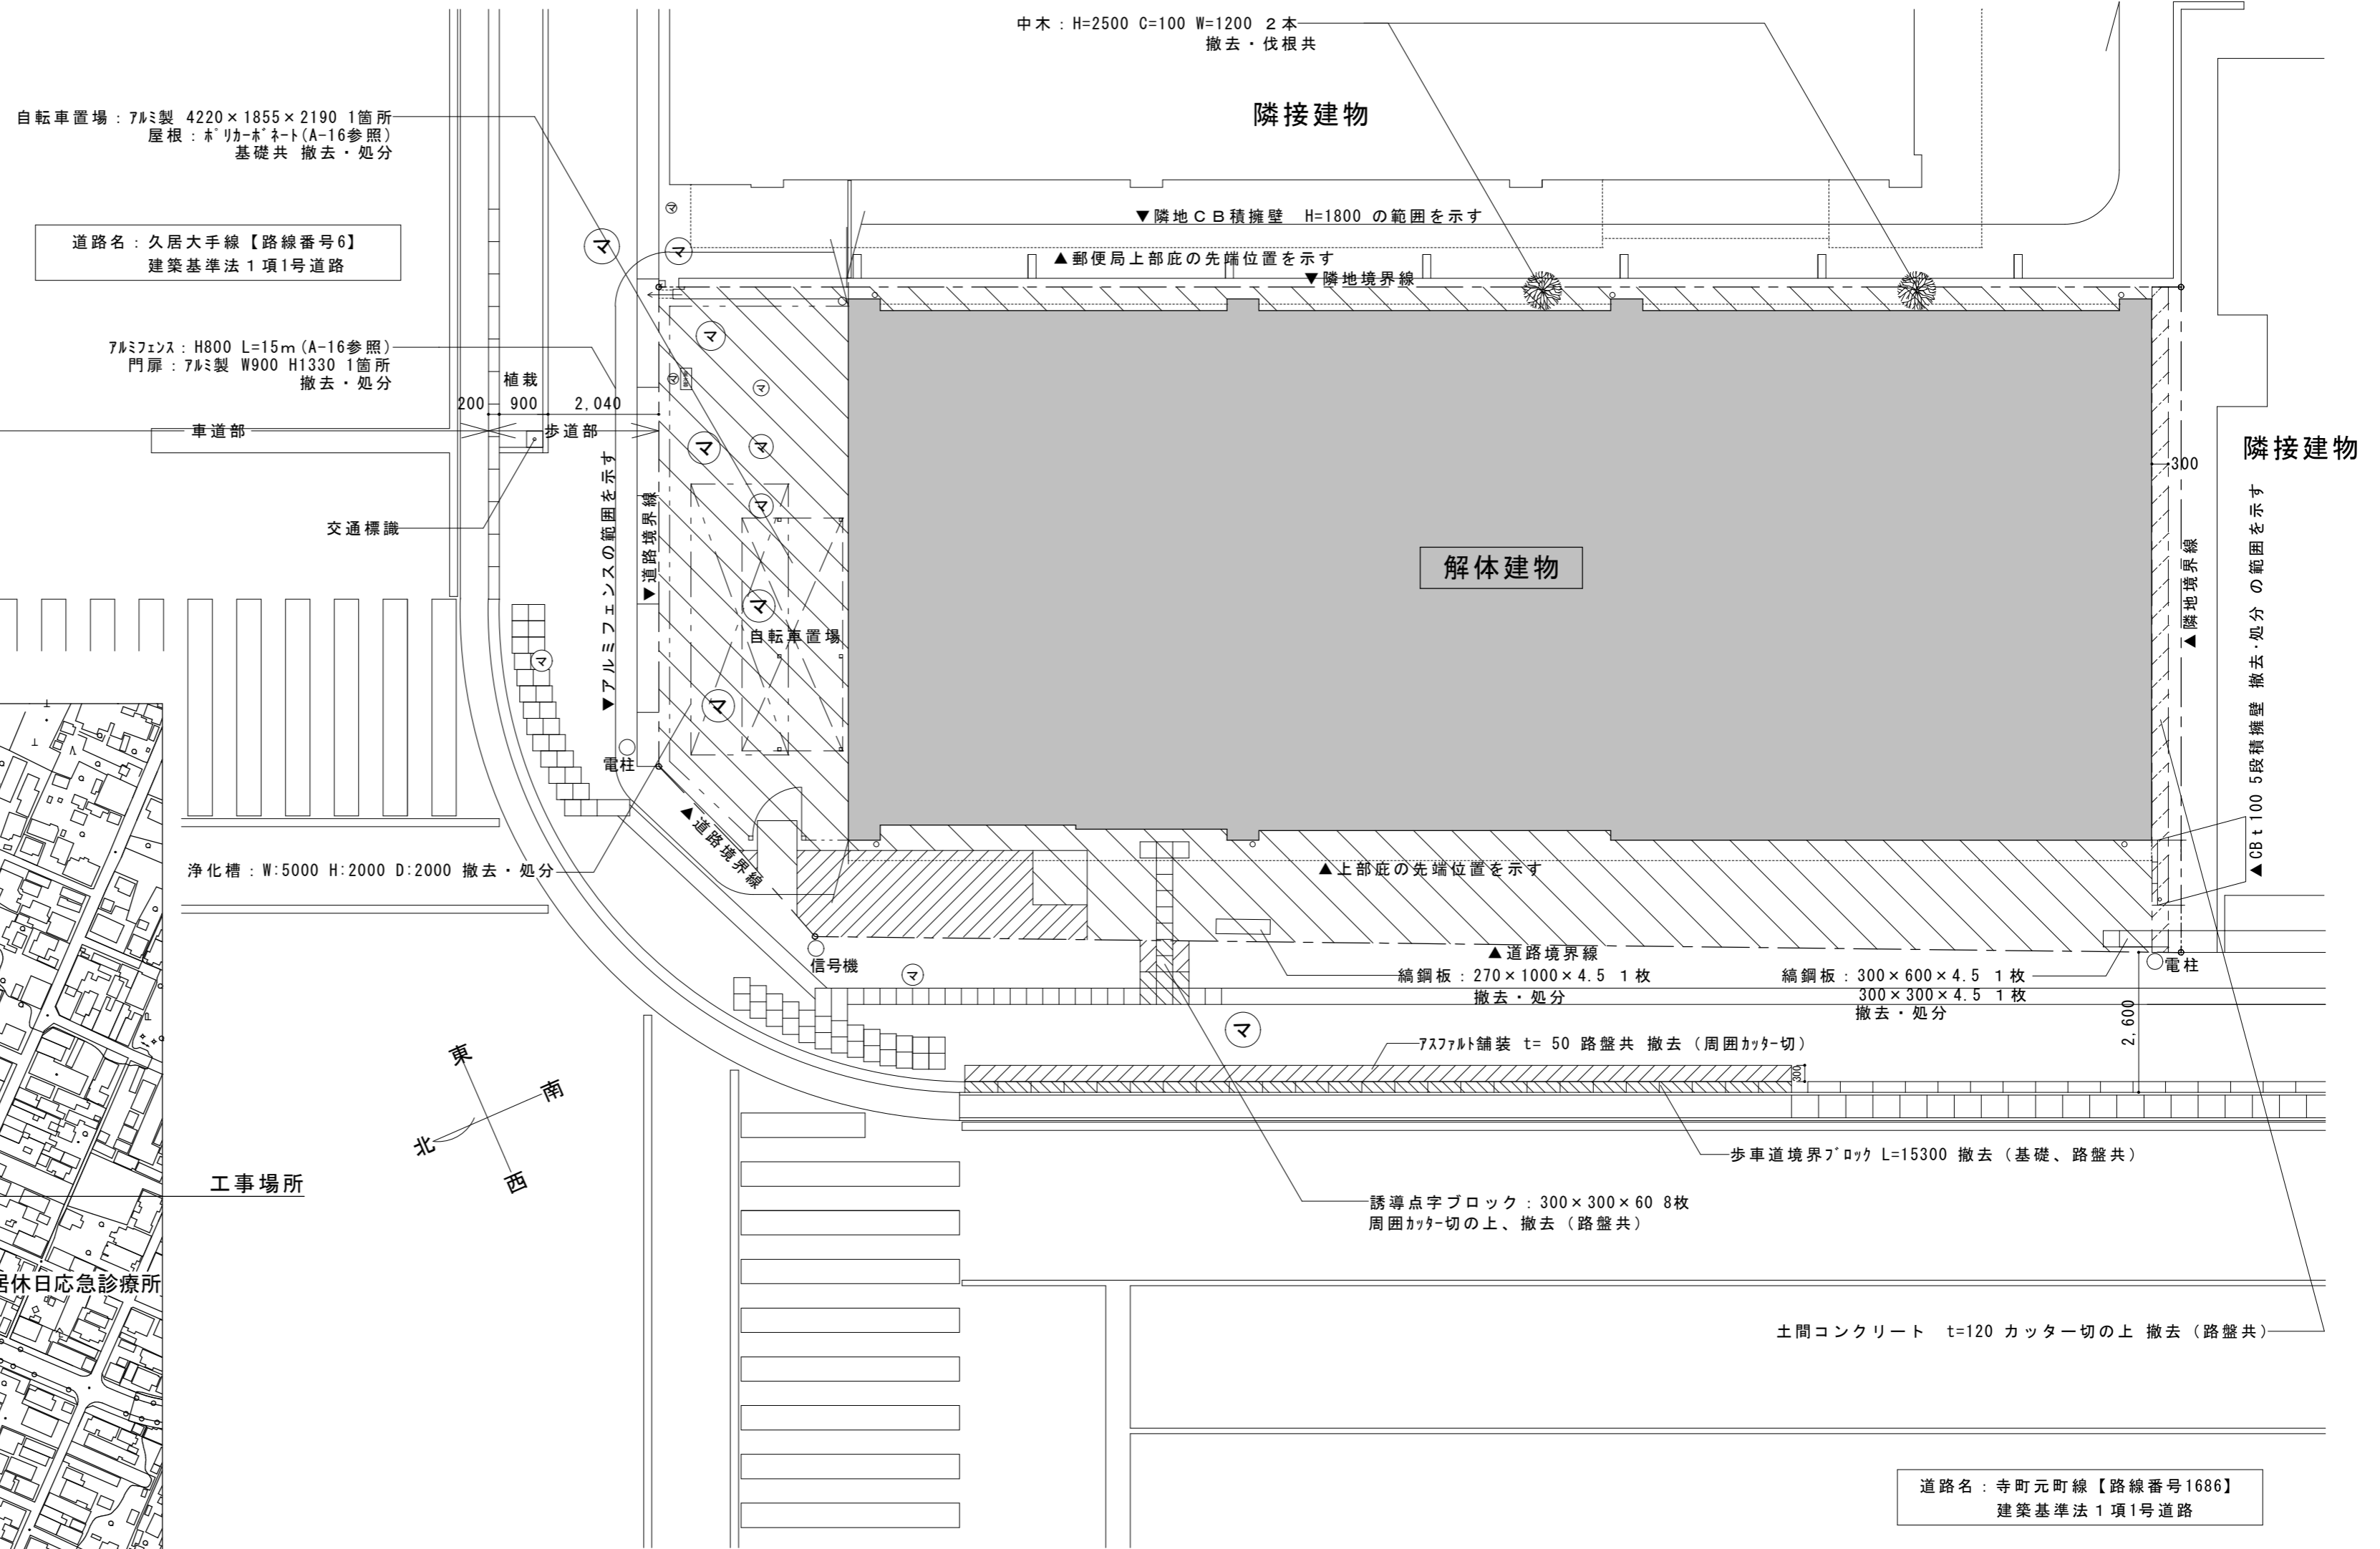 中木：H=2500 C=100 W=1200 2本
撤去・伐根共
隣接建物
自転車置場：アルミ製 4220×1855×2190 1箇所
屋根：ポリカーボネート(A-16参照)
基礎共 撤去・処分
▼隣地ＣＢ積擁壁 H=1800 の範囲を示す
道路名：久居大手線【路線番号6】
建築基準法１項1号道路
▲郵便局上部庇の先端位置を示す
▼隣地境界線
アルミフェンス：H800 L=15m(A-16参照)
門扉：アルミ製 W900 H1330 1箇所
撤去・処分
植栽
200
900
2,040
車道部
歩道部
隣接建物
300
交通標識
▼アルミフェンスの範囲を示す
▼道路境界線
解体建物
▲隣地境界線
▲CBｔ100 5段積擁壁 撤去・処分 の範囲を示す
マ
マ
マ
マ
マ
マ
マ
マ
マ
マ
マ
マ
自転車置場
マ
電柱
▲道路境界線
浄化槽：W:5000 H:2000 D:2000 撤去・処分
▲上部庇の先端位置を示す
信号機
マ
▲道路境界線
縞鋼板：270×1000×4.5 1枚
撤去・処分
縞鋼板：300×600×4.5 1枚
300×300×4.5 1枚
撤去・処分
電柱
マ
2,600
アスファルト舗装 t= 50 路盤共 撤去（周囲カッター切）
300
東
南
北
西
歩車道境界ブロック L=15300 撤去（基礎、路盤共）
工事場所
誘導点字ブロック：300×300×60 8枚
周囲カッター切の上、撤去（路盤共）
居休日応急診療所
土間コンクリート t=120 カッター切の上 撤去（路盤共）
道路名：寺町元町線【路線番号1686】
建築基準法１項1号道路